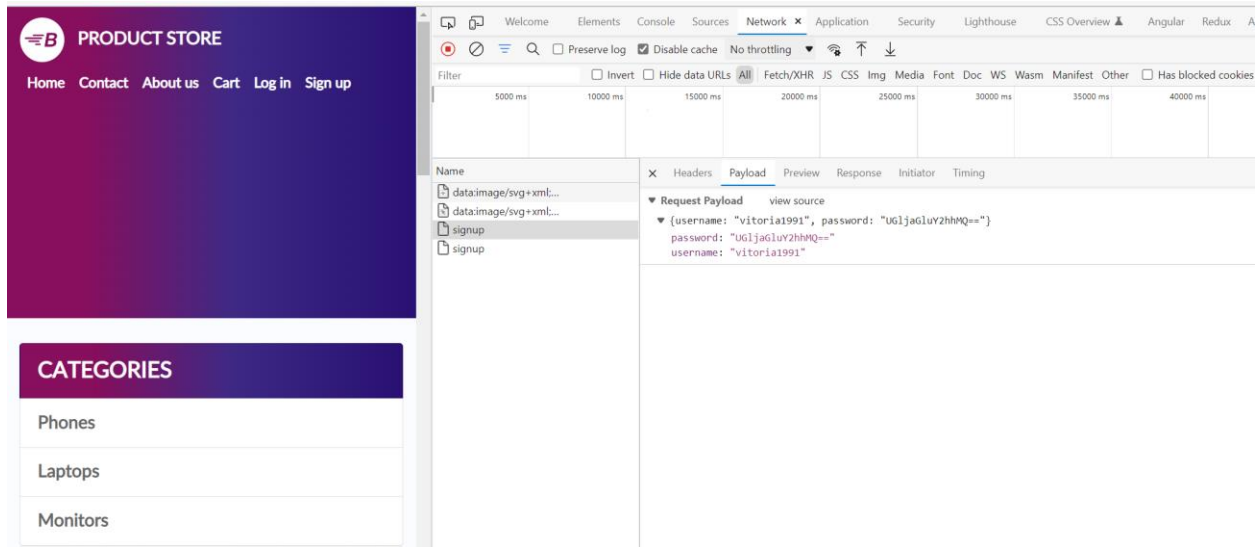 B PRODUCT STORE
Home Contact About us Cart Log in Sign up
CATEGORIES
Phones
Laptops
Monitors
Welcome Elements Console Sources Network × Application Security Lighthouse CSS Overview Angular Redux A
Preserve log Disable cache No throttling
Filter Invert Hide data URLs All Fetch/XHR JS CSS Img Media Font Doc WS Wasm Manifest Other Has blocked cookies
5000 ms 10000 ms 15000 ms 20000 ms 25000 ms 30000 ms 35000 ms 40000 ms
Name
data:image/svg+xml;...
data:image/svg+xml;...
signup
signup
× Headers Payload Preview Response Initiator Timing
▼ Request Payload view source
▼ {username: "vitoria1991", password: "UGljaGluY2hhMQ=="}
password: "UGljaGluY2hhMQ=="
username: "vitoria1991"